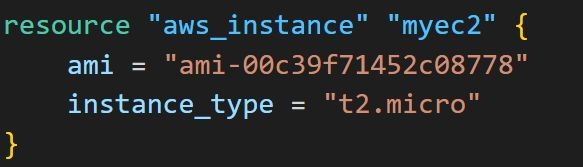 resource "aws_instance" "myec2" {
    ami = "ami-00c39f71452c08778"
    instance_type = "t2.micro"
}